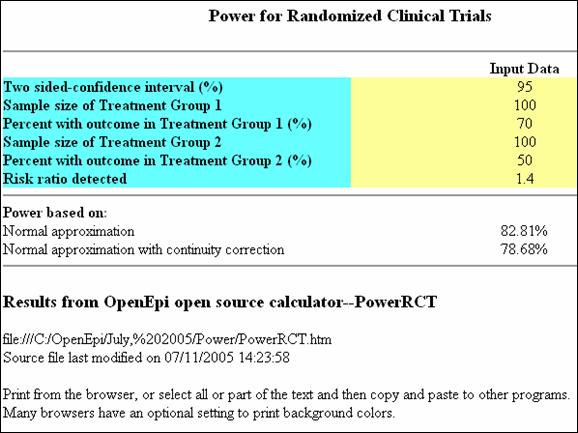 Power for Randomized Clinical Trials
Input Data
Two sided-confidence interval (%) 95
Sample size of Treatment Group 1 100
Percent with outcome in Treatment Group 1 (%) 70
Sample size of Treatment Group 2 100
Percent with outcome in Treatment Group 2 (%) 50
Risk ratio detected 1.4
Power based on:
Normal approximation 82.81%
Normal approximation with continuity correction 78.68%
Results from OpenEpi open source calculator--PowerRCT
file:///C:/OpenEpi/July,%202005/Power/PowerRCT.htm
Source file last modified on 07/11/2005 14:23:58
Print from the browser, or select all or part of the text and then copy and paste to other programs.
Many browsers have an optional setting to print background colors.